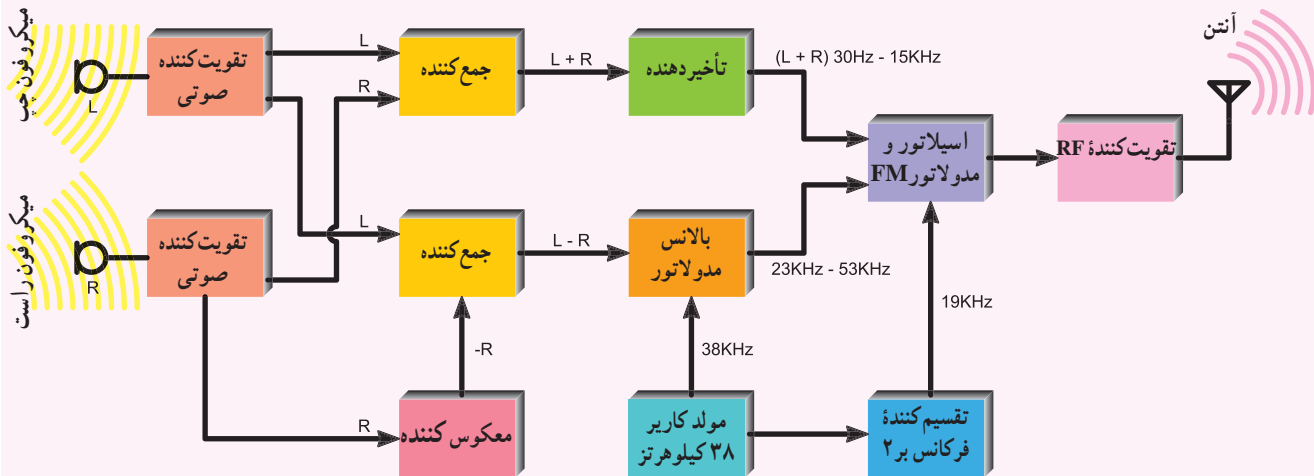 میکروفون چپ
L
تقویت‌کننده
صوتی
L
R
جمع‌کننده
L + R
تأخیردهنده
(L + R) 30Hz - 15KHz
اسیلاتور و
مدولاتور FM
تقویت‌کنندهٔ RF
آنتن
میکروفون راست
R
تقویت‌کننده
صوتی
L
جمع‌کننده
L - R
بالانس
مدولاتور
23KHz - 53KHz
-R
38KHz
19KHz
R
معکوس کننده
مولد کاریر
۳۸ کیلوهرتز
تقسیم‌کنندهٔ
فرکانس بر۲